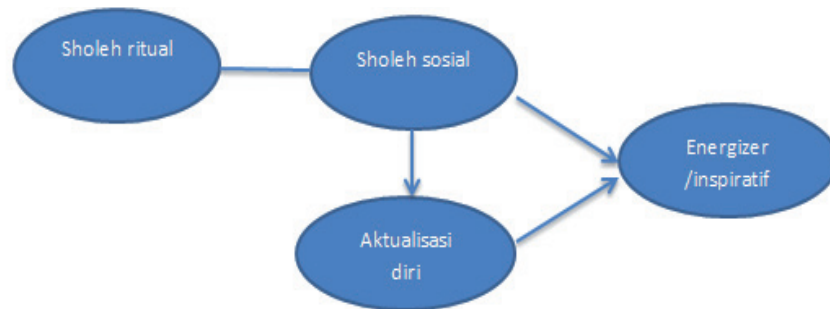 Sholeh ritual
Sholeh sosial
Energizer
/inspiratif
Aktualisasi
diri